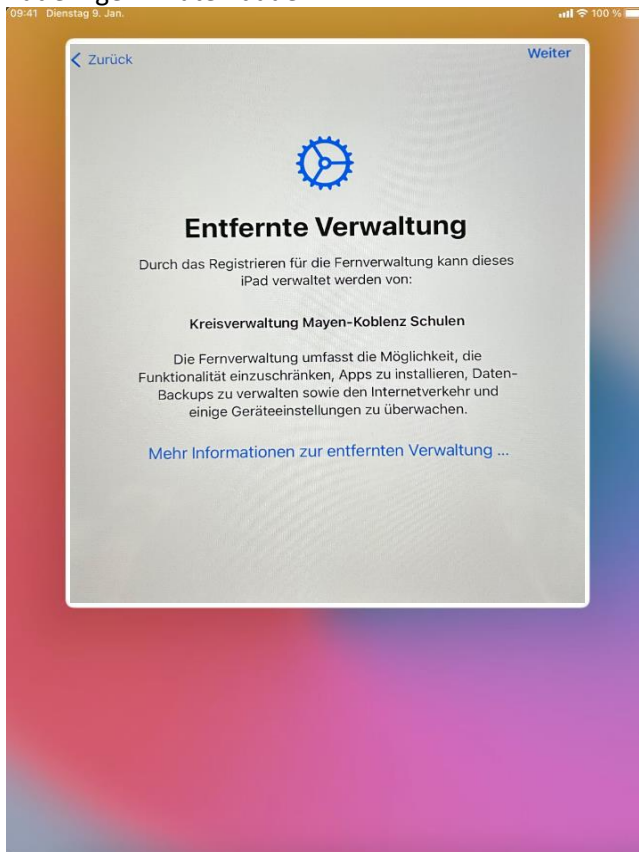 09:41 Dienstag 9. Jan.
100 %
Zurück
Weiter
Entfernte Verwaltung
Durch das Registrieren für die Fernverwaltung kann dieses
iPad verwaltet werden von:
Kreisverwaltung Mayen-Koblenz Schulen
Die Fernverwaltung umfasst die Möglichkeit, die
Funktionalität einzuschränken, Apps zu installieren, Daten-
Backups zu verwalten sowie den Internetverkehr und
einige Geräteeinstellungen zu überwachen.
Mehr Informationen zur entfernten Verwaltung ...